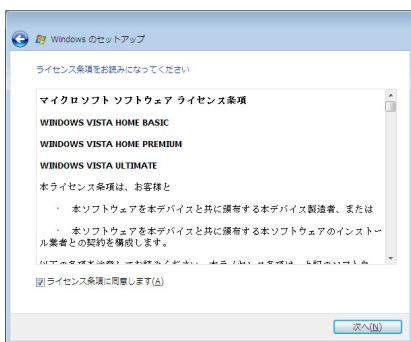 Windows のセットアップ
ライセンス条項をお読みになってください
マイクロソフト ソフトウェア ライセンス条項
WINDOWS VISTA HOME BASIC
WINDOWS VISTA HOME PREMIUM
WINDOWS VISTA ULTIMATE
本ライセンス条項は、お客様と
・ 本ソフトウェアを本デバイスと共に頒布する本デバイス製造者、または
・ 本ソフトウェアを本デバイスと共に頒布する本ソフトウェアのインストー
ル業者との契約を構成します。
ライセンス条項に同意します(A)
次へ(N)